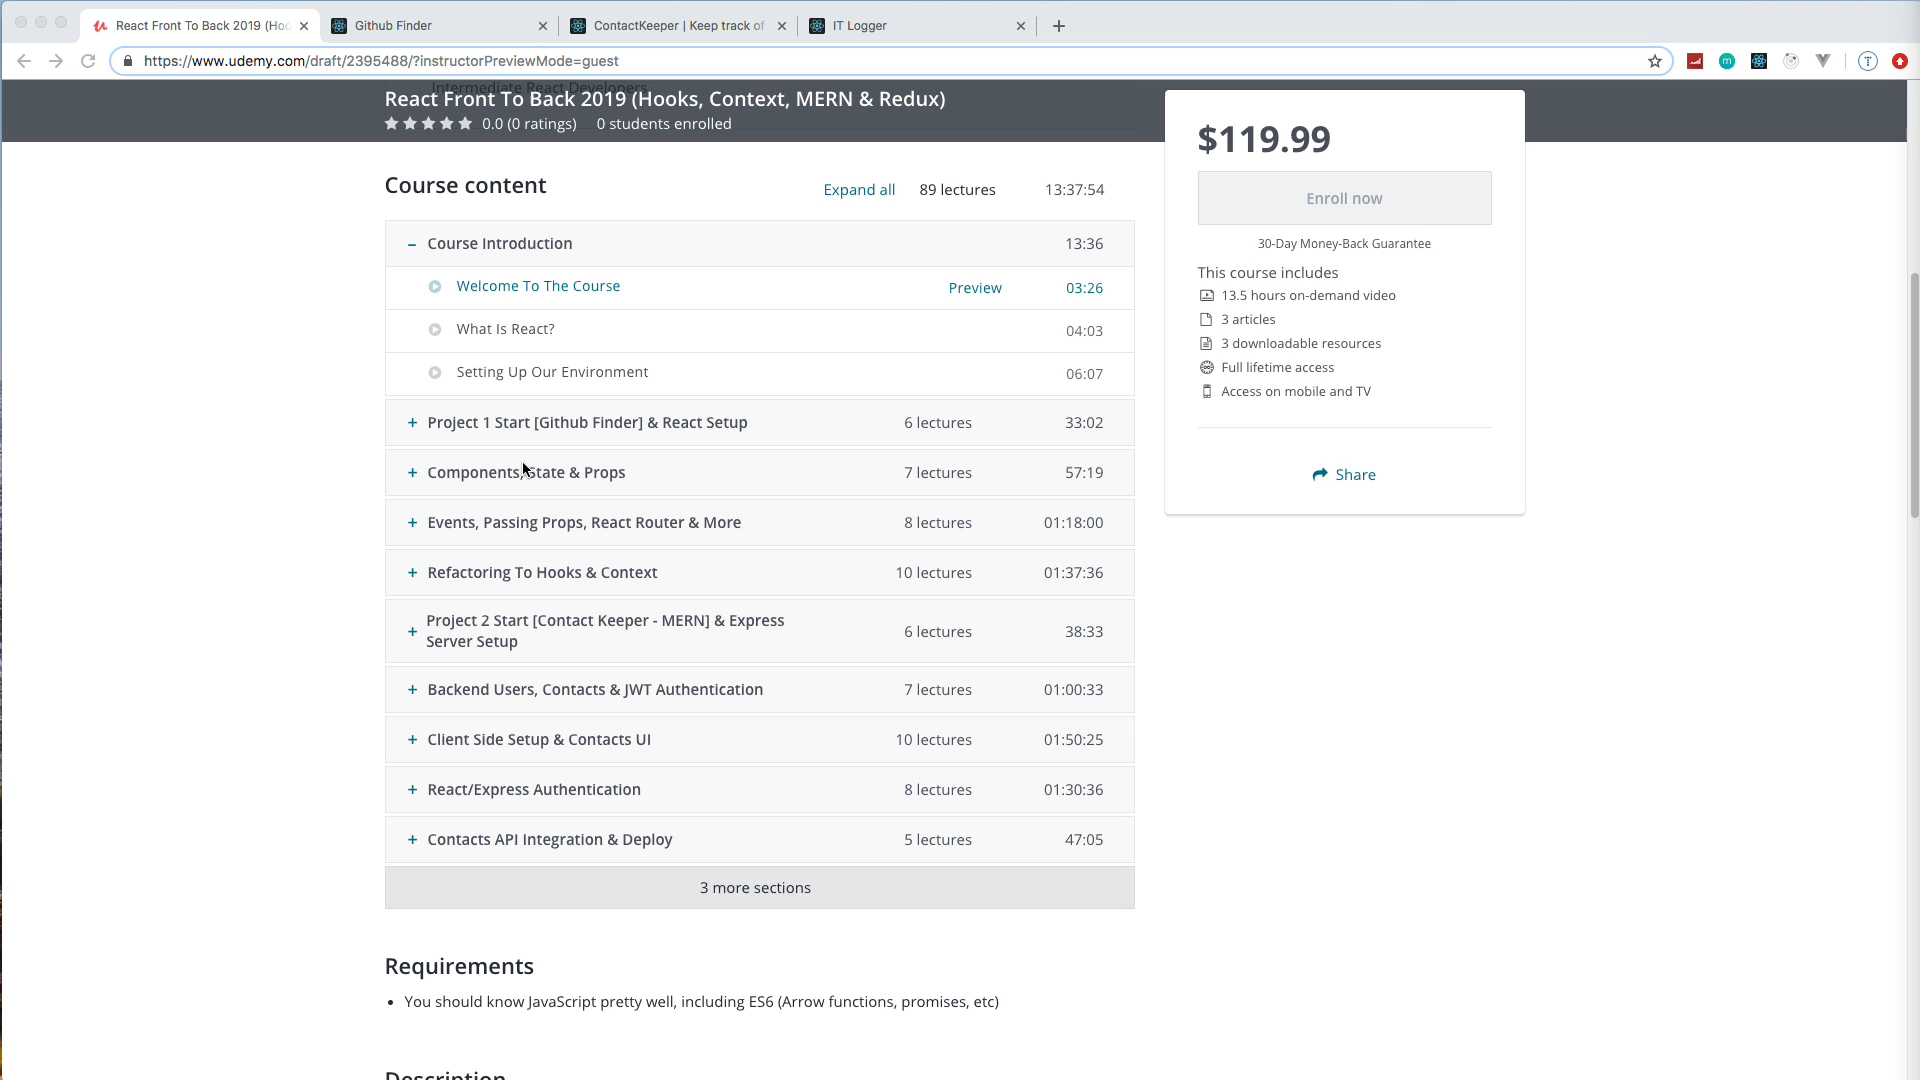 React Front To Back 2019 (Hoo
Github Finder
ContactKeeper | Keep track of
IT Logger
https://www.udemy.com/draft/2395488/?instructorPreviewMode=guest
Intermediate React Developers
React Front To Back 2019 (Hooks, Context, MERN & Redux)
0.0 (0 ratings) 0 students enrolled
$119.99
Enroll now
30-Day Money-Back Guarantee
This course includes
13.5 hours on-demand video
3 articles
3 downloadable resources
Full lifetime access
Access on mobile and TV
Share
Course content Expand all 89 lectures 13:37:54
– Course Introduction 13:36
Welcome To The Course Preview 03:26
What Is React? 04:03
Setting Up Our Environment 06:07
+ Project 1 Start [Github Finder] & React Setup 6 lectures 33:02
+ Components, State & Props 7 lectures 57:19
+ Events, Passing Props, React Router & More 8 lectures 01:18:00
+ Refactoring To Hooks & Context 10 lectures 01:37:36
+ Project 2 Start [Contact Keeper - MERN] & Express
Server Setup 6 lectures 38:33
+ Backend Users, Contacts & JWT Authentication 7 lectures 01:00:33
+ Client Side Setup & Contacts UI 10 lectures 01:50:25
+ React/Express Authentication 8 lectures 01:30:36
+ Contacts API Integration & Deploy 5 lectures 47:05
3 more sections
Requirements
• You should know JavaScript pretty well, including ES6 (Arrow functions, promises, etc)
Description